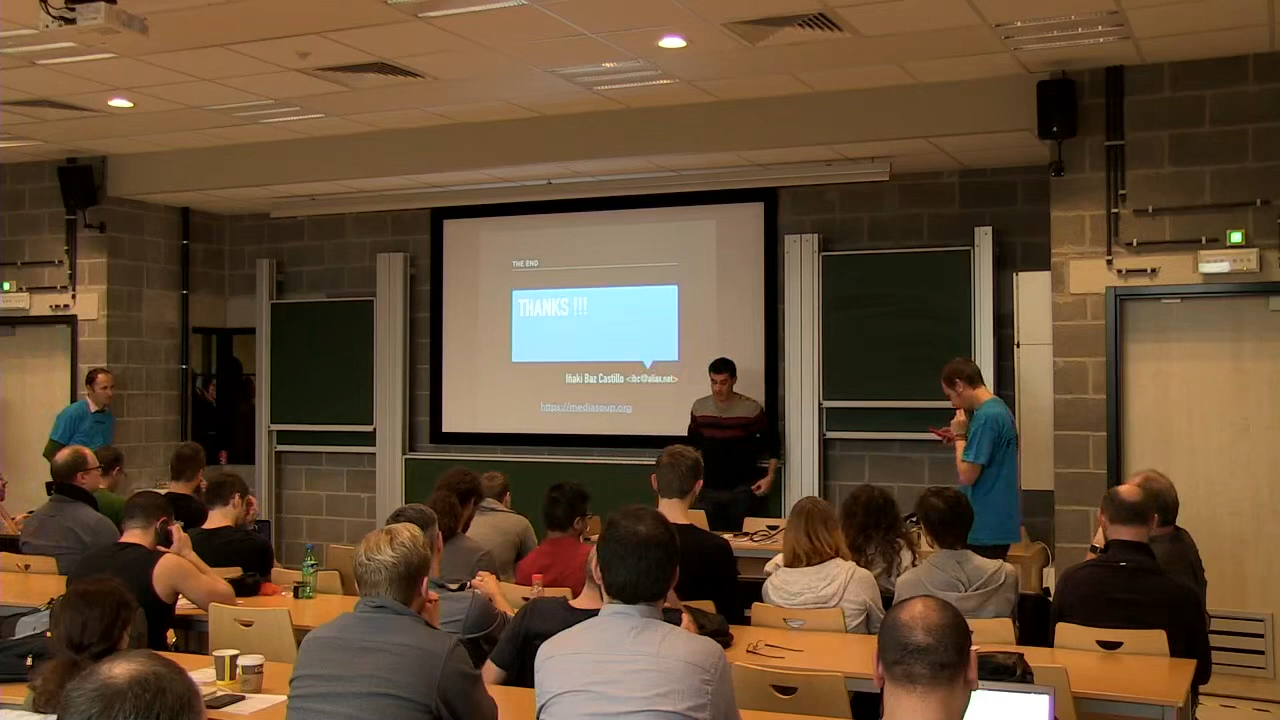 THE END
THANKS !!!
Iñaki Baz Castillo <ibc@aliax.net>
https://mediasoup.org